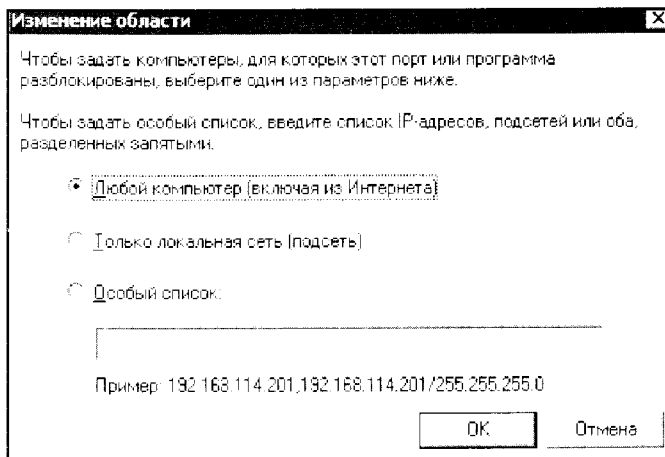 Изменение области
Чтобы задать компьютеры, для которых этот порт или программа
разблокированы, выберите один из параметров ниже.
Чтобы задать особый список, введите список IP-адресов, подсетей или оба,
разделенных запятыми.
Любой компьютер (включая из Интернета)
Только локальная сеть (подсеть)
Особый список:
Пример: 192.168.114.201,192.168.114.201/255.255.255.0
ОК Отмена